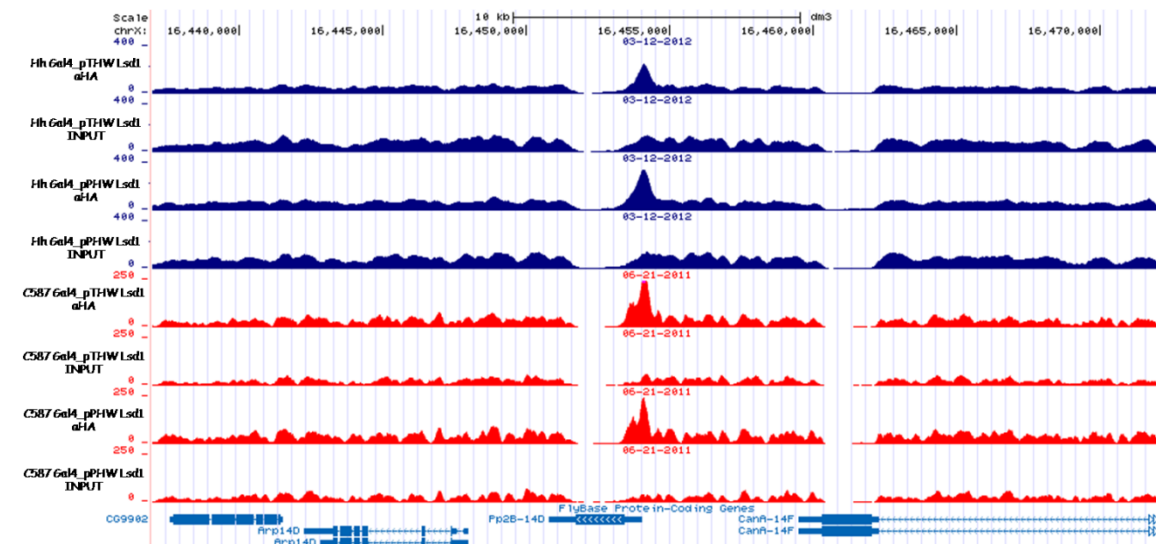 Scale 10 kb dm3
chrX: 16,440,000 16,445,000 16,450,000 16,455,000 16,460,000 16,465,000 16,470,000
400 _ 03-12-2012
Hh Gal4_pTHW Lsd1
aHA
0 _
400 _ 03-12-2012
Hh Gal4_pTHW Lsd1
INPUT
0 _
400 _ 03-12-2012
Hh Gal4_pPHW Lsd1
aHA
0 _
400 _ 03-12-2012
Hh Gal4_pPHW Lsd1
INPUT
0 _
250 _ 06-21-2011
C587 Gal4_pTHW Lsd1
aHA
0 _
250 _ 06-21-2011
C587 Gal4_pTHW Lsd1
INPUT
0 _
250 _ 06-21-2011
C587 Gal4_pPHW Lsd1
aHA
0 _
250 _ 06-21-2011
C587 Gal4_pPHW Lsd1
INPUT
0 _
FlyBase Protein-Coding Genes
CG9902 Pp2B-14D CanA-14F
Arp14D CanA-14F
Arp14D